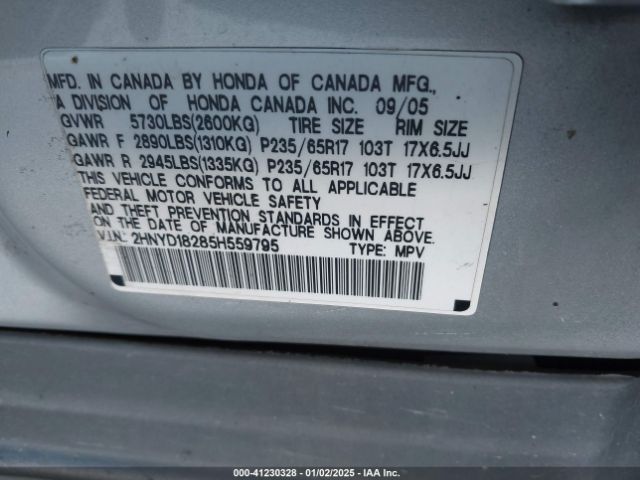 MFD. IN CANADA BY HONDA OF CANADA MFG.,
A DIVISION OF HONDA CANADA INC. 09/05
GVWR 5730LBS(2600KG) TIRE SIZE RIM SIZE
GAWR F 2890LBS(1310KG) P235/65R17 103T 17X6.5JJ
GAWR R 2945LBS(1335KG) P235/65R17 103T 17X6.5JJ
THIS VEHICLE CONFORMS TO ALL APPLICABLE
FEDERAL MOTOR VEHICLE SAFETY
AND THEFT PREVENTION STANDARDS IN EFFECT
ON THE DATE OF MANUFACTURE SHOWN ABOVE.
V.I.N.: 2HNYD18285H559795 TYPE: MPV
000-41230328 - 01/02/2025 - IAA Inc.